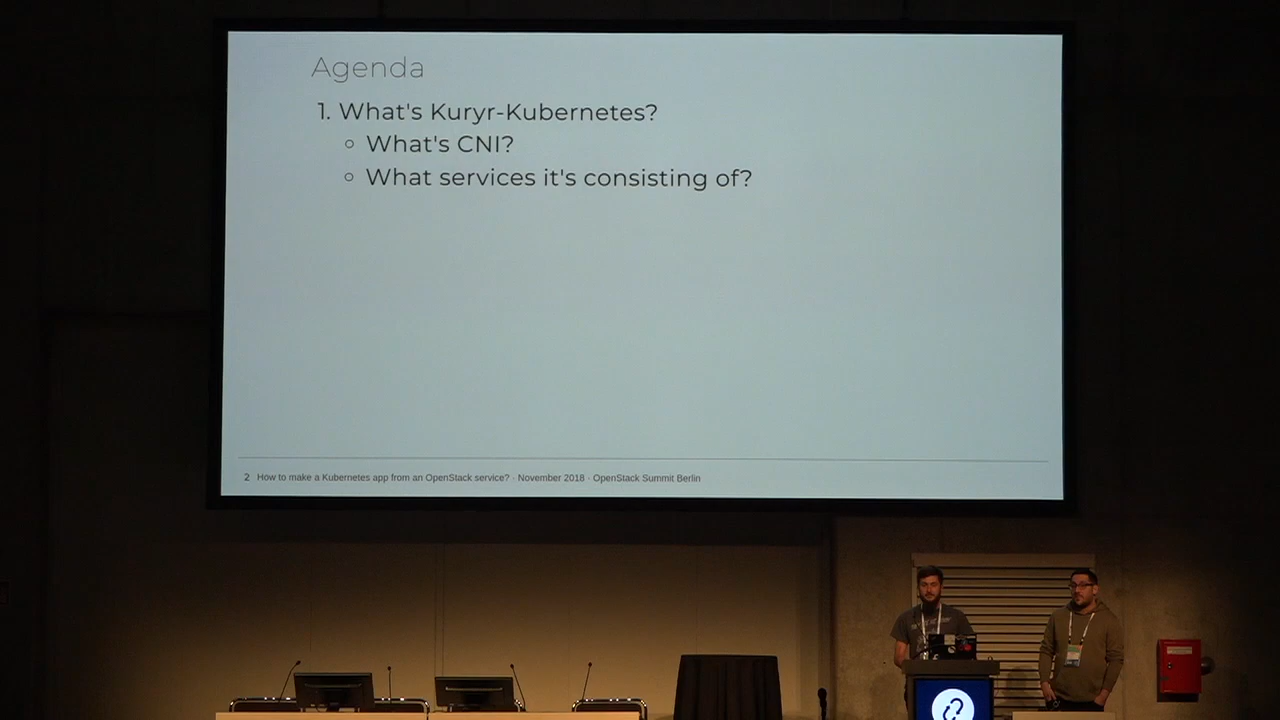 Agenda
1. What's Kuryr-Kubernetes?
○ What's CNI?
○ What services it's consisting of?
2 How to make a Kubernetes app from an OpenStack service? · November 2018 · OpenStack Summit Berlin